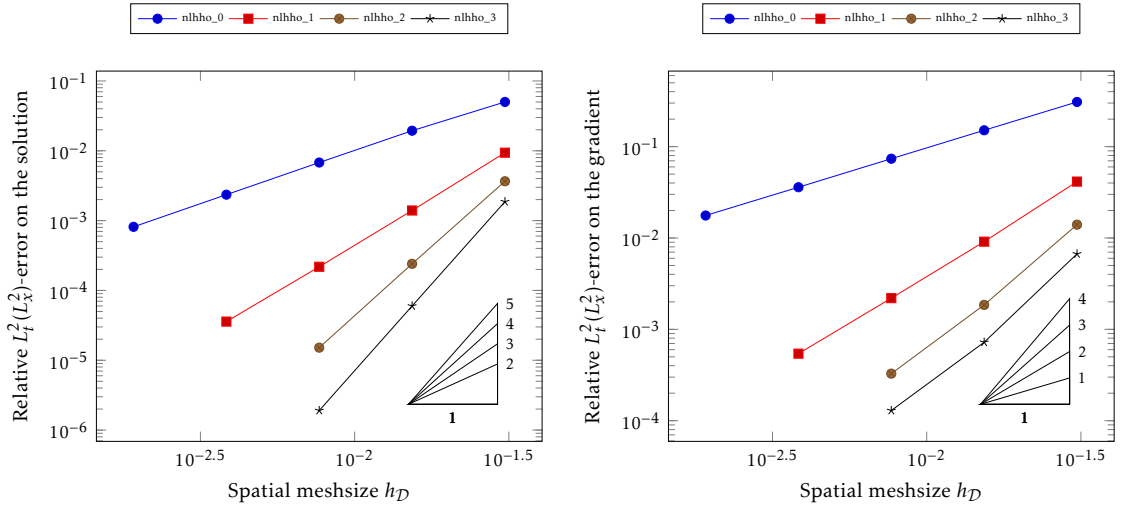 nlhho_0 nlhho_1 nlhho_2 nlhho_3
10^{-1}
10^{-2}
10^{-3}
10^{-4}
10^{-5}
10^{-6}
Relative L_t^2(L_x^2)-error on the solution
5
4
3
2
1
10^{-2.5} 10^{-2} 10^{-1.5}
Spatial meshsize h_𝒟
nlhho_0 nlhho_1 nlhho_2 nlhho_3
10^{-1}
10^{-2}
10^{-3}
10^{-4}
Relative L_t^2(L_x^2)-error on the gradient
4
3
2
1
1
10^{-2.5} 10^{-2} 10^{-1.5}
Spatial meshsize h_𝒟